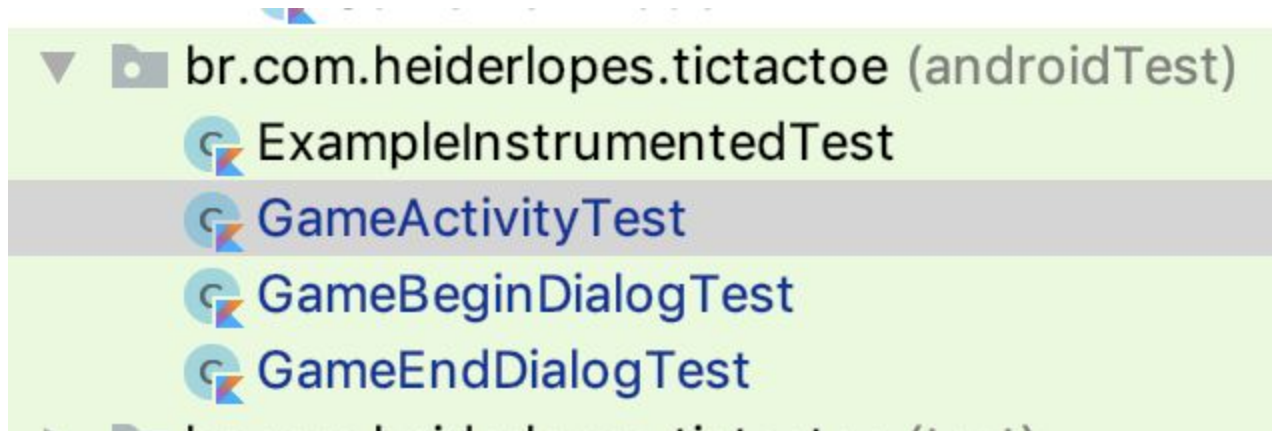 br.com.heiderlopes.tictactoe (androidTest)
ExampleInstrumentedTest
GameActivityTest
GameBeginDialogTest
GameEndDialogTest